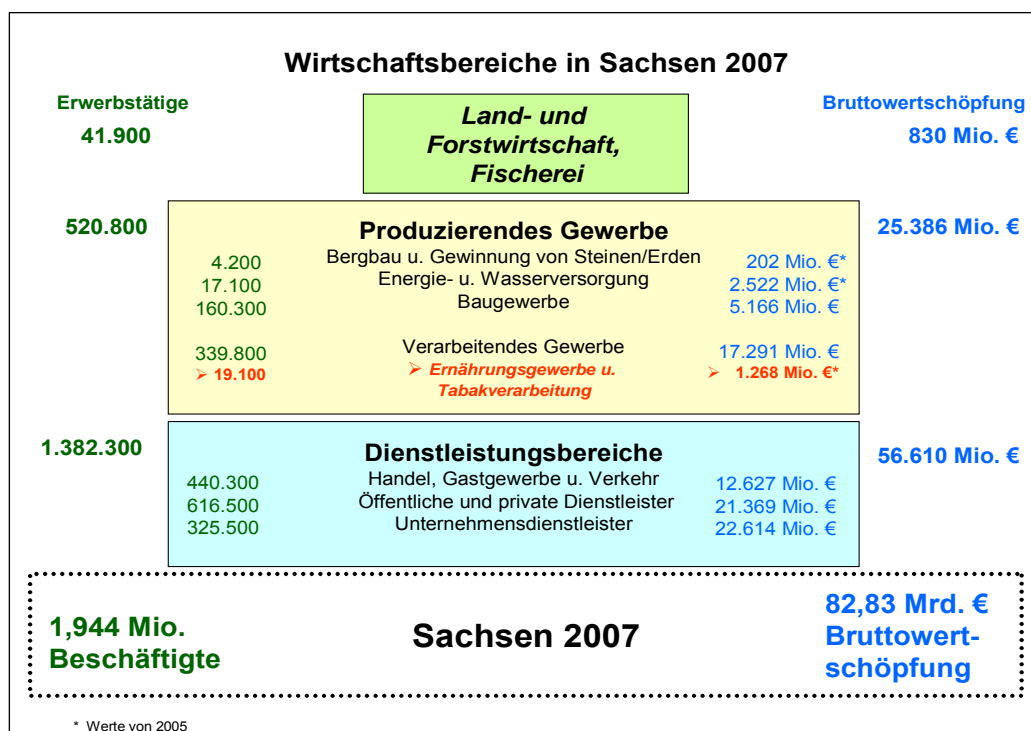 Wirtschaftsbereiche in Sachsen 2007
Erwerbstätige
41.900
Land- und
Forstwirtschaft,
Fischerei
Bruttowertschöpfung
830 Mio. €
520.800
Produzierendes Gewerbe
25.386 Mio. €
4.200 Bergbau u. Gewinnung von Steinen/Erden 202 Mio. €*
17.100 Energie- u. Wasserversorgung 2.522 Mio. €*
160.300 Baugewerbe 5.166 Mio. €
339.800 Verarbeitendes Gewerbe 17.291 Mio. €
➢ 19.100 ➢ Ernährungsgewerbe u. ➢ 1.268 Mio. €*
Tabakverarbeitung
1.382.300
Dienstleistungsbereiche
56.610 Mio. €
440.300 Handel, Gastgewerbe u. Verkehr 12.627 Mio. €
616.500 Öffentliche und private Dienstleister 21.369 Mio. €
325.500 Unternehmensdienstleister 22.614 Mio. €
1,944 Mio.
Beschäftigte
Sachsen 2007
82,83 Mrd. €
Bruttowert-
schöpfung
* Werte von 2005